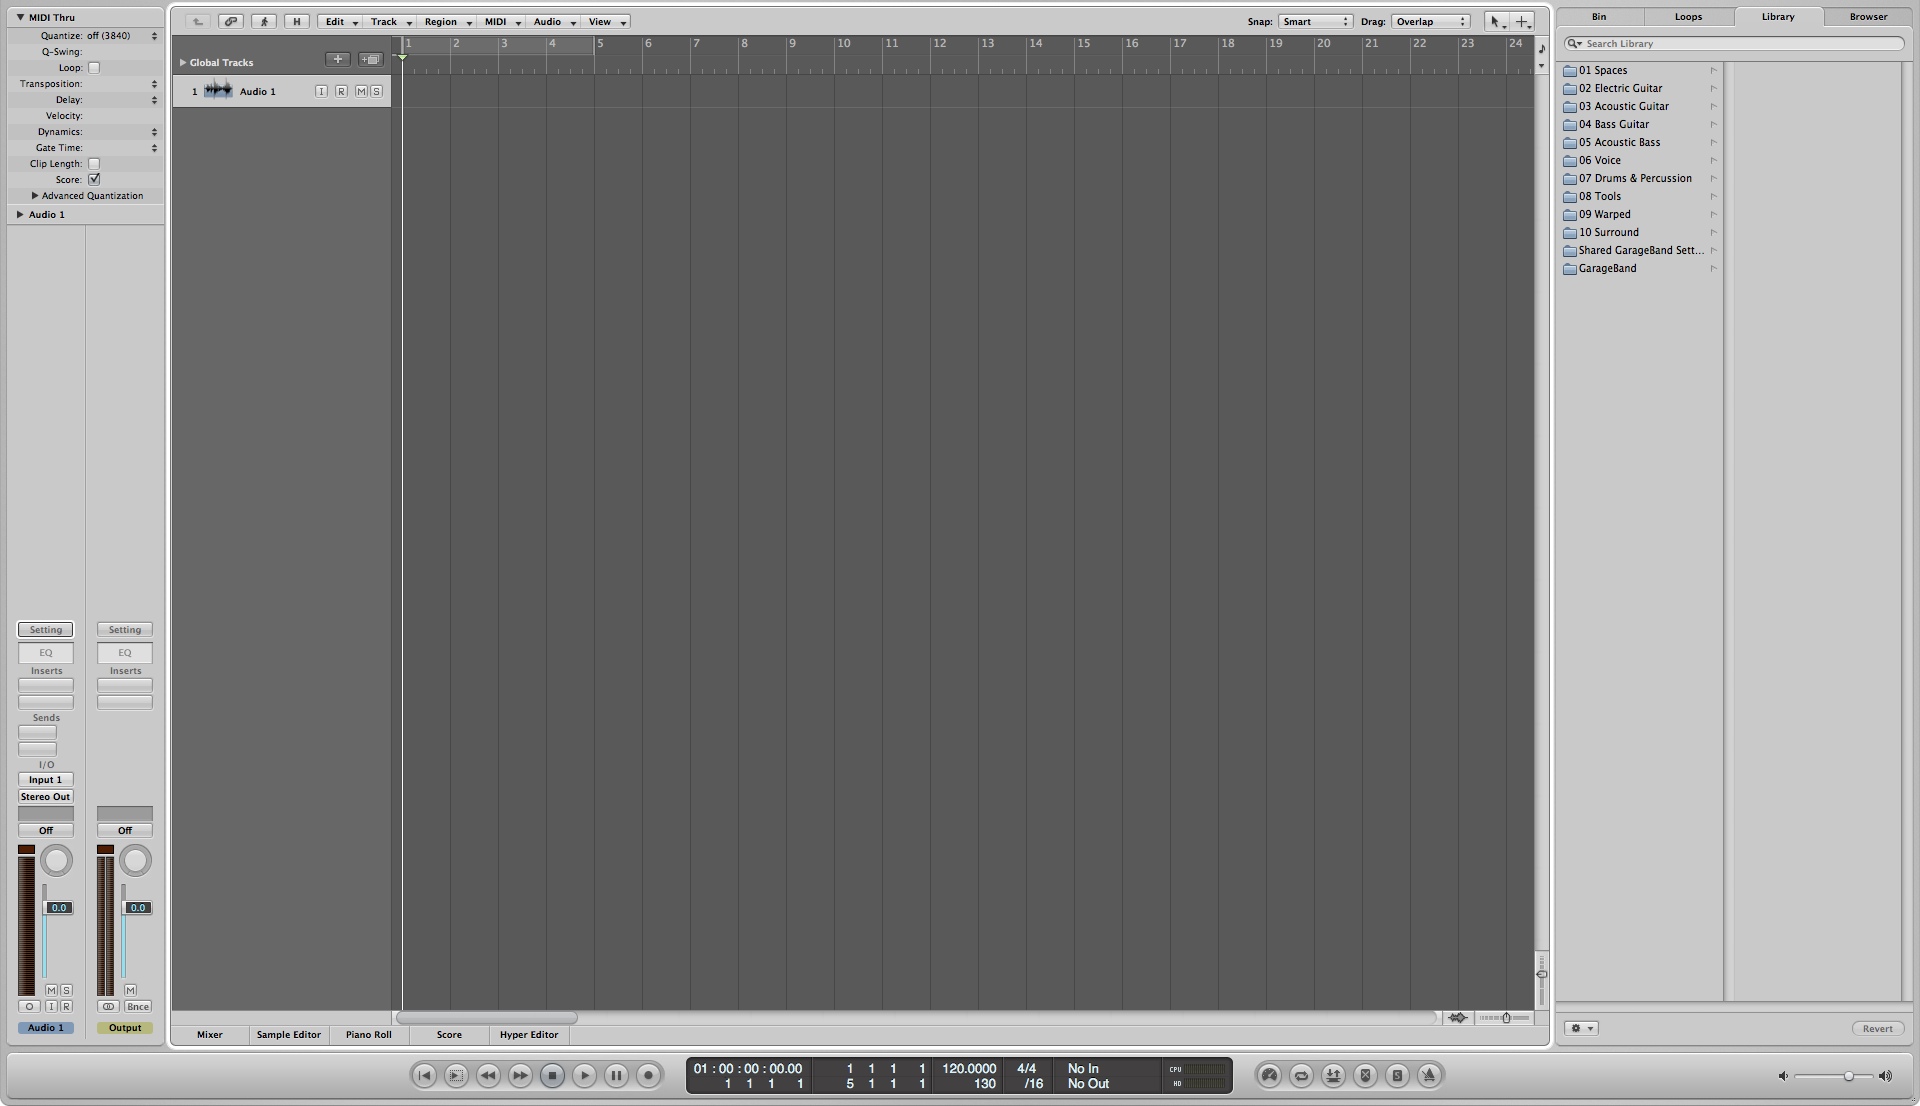 MIDI Thru
Quantize: off (3840)
Q-Swing:
Loop:
Transposition:
Delay:
Velocity:
Dynamics:
Gate Time:
Clip Length:
Score:
Advanced Quantization
Audio 1
Setting Setting
EQ EQ
Inserts Inserts
Sends
I/O
Input 1
Stereo Out
Off Off
0.0 0.0
M S M
O I R Bnce
Audio 1 Output
H Edit Track Region MIDI Audio View Snap: Smart Drag: Overlap
1 2 3 4 5 6 7 8 9 10 11 12 13 14 15 16 17 18 19 20 21 22 23 24
Global Tracks
1 Audio 1 I R M S
Mixer Sample Editor Piano Roll Score Hyper Editor
Bin Loops Library Browser
Search Library
01 Spaces
02 Electric Guitar
03 Acoustic Guitar
04 Bass Guitar
05 Acoustic Bass
06 Voice
07 Drums & Percussion
08 Tools
09 Warped
10 Surround
Shared GarageBand Sett...
GarageBand
Revert
01 : 00 : 00 : 00.00 1 1 1 1 120.0000 4/4 No In CPU
1 1 1 1 5 1 1 1 130 /16 No Out HD
S